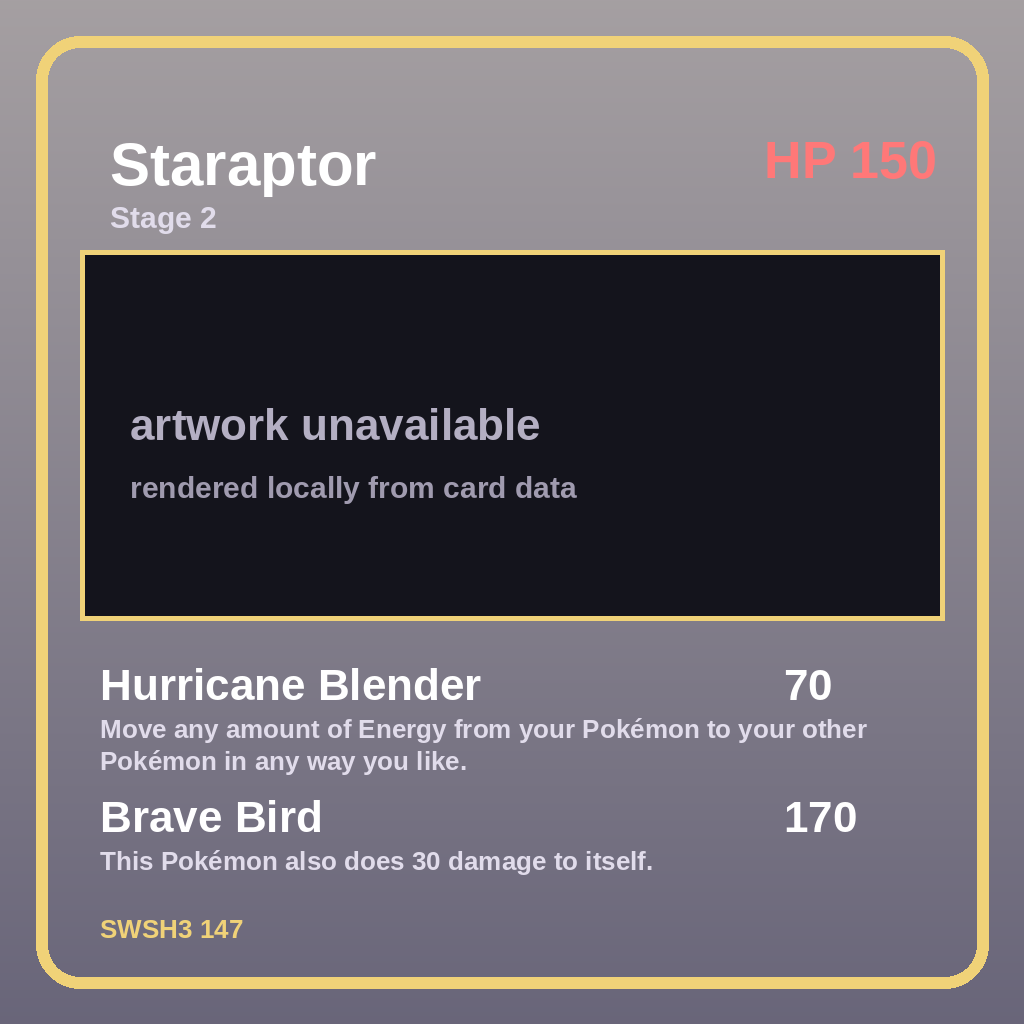 Staraptor
HP 150
Stage 2
artwork unavailable
rendered locally from card data
Hurricane Blender 70
Move any amount of Energy from your Pokémon to your other
Pokémon in any way you like.
Brave Bird 170
This Pokémon also does 30 damage to itself.
SWSH3 147